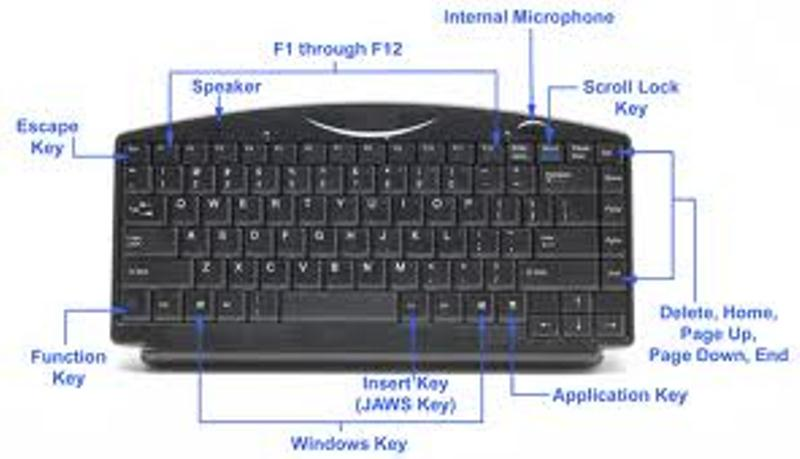 Internal Microphone
F1 through F12
Speaker
Scroll Lock
Key
Escape
Key
Q W E R T Y U I O P
A S D F G H J K L
Z X C V B N M
Function
Key
Insert Key
(JAWS Key)
Windows Key
Application Key
Delete, Home,
Page Up,
Page Down, End